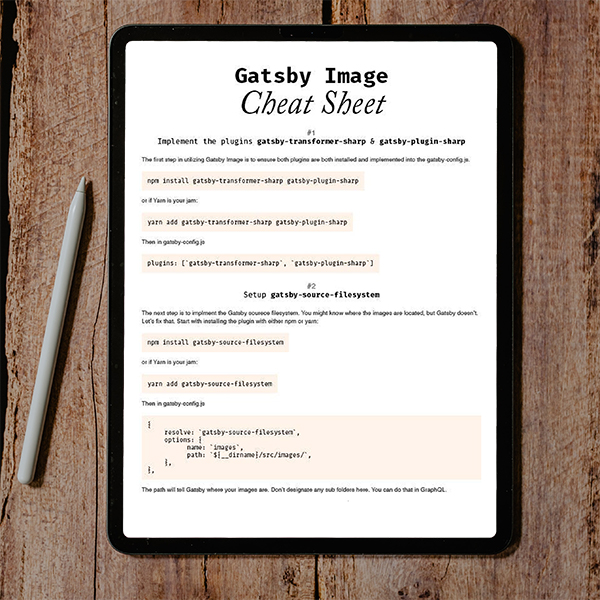 Gatsby Image
Cheat Sheet
#1
Implement the plugins gatsby-transformer-sharp & gatsby-plugin-sharp
The first step in utilizing Gatsby Image is to ensure both plugins are both installed and implemented into the gatsby-config.js.
npm install gatsby-transformer-sharp gatsby-plugin-sharp
or if Yarn is your jam:
yarn add gatsby-transformer-sharp gatsby-plugin-sharp
Then in gatsby-config.js
plugins: [`gatsby-transformer-sharp`, `gatsby-plugin-sharp`]
#2
Setup gatsby-source-filesystem
The next step is to implment the Gatsby sourece filesystem. You might know where the images are located, but Gatsby doesn't.
Let's fix that. Start with installing the plugin with either npm or yarn:
npm install gatsby-source-filesystem
or if Yarn is your jam:
yarn add gatsby-source-filesystem
Then in gatsby-config.js
{
resolve: `gatsby-source-filesystem`,
options: {
name: `images`,
path: `${__dirname}/src/images/`,
},
},
The path will tell Gatsby where your images are. Don't designate any sub folders here. You can do that in GraphQL.